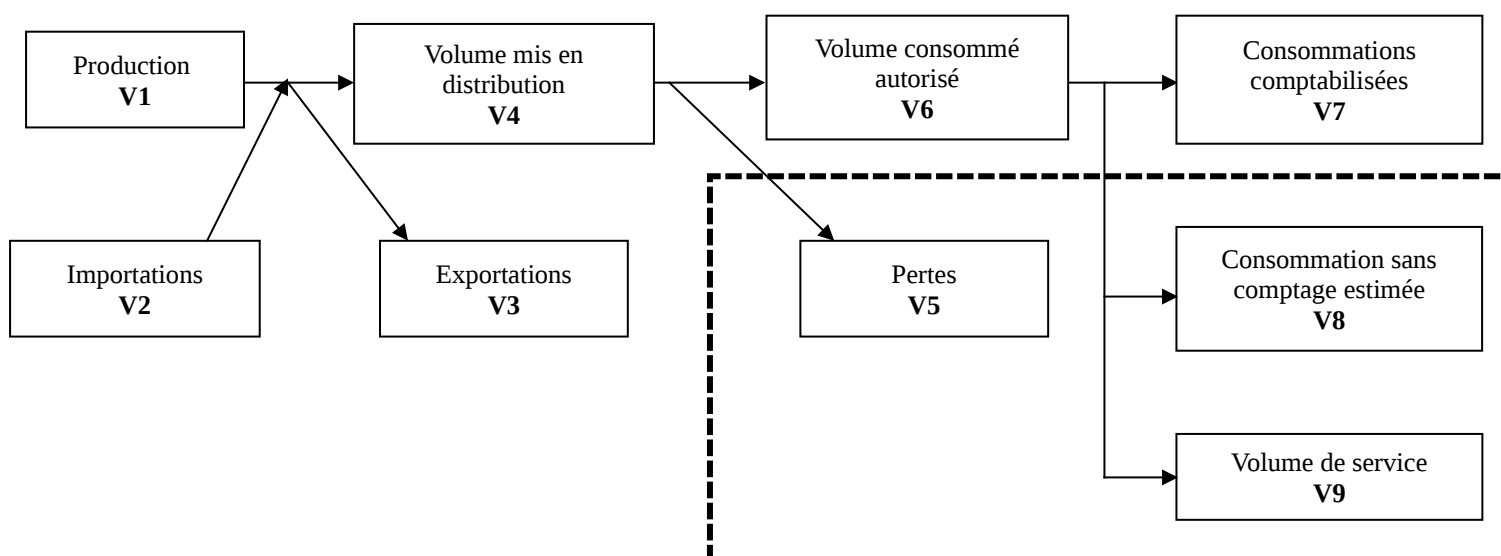 Production
V1
Volume mis en
distribution
V4
Volume consommé
autorisé
V6
Consommations
comptabilisées
V7
Importations
V2
Exportations
V3
Pertes
V5
Consommation sans
comptage estimée
V8
Volume de service
V9